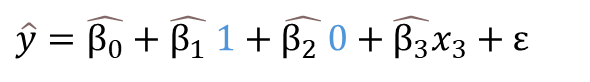 ŷ = β̂₀ + β̂₁ 1 + β̂₂ 0 + β̂₃x₃ + ε